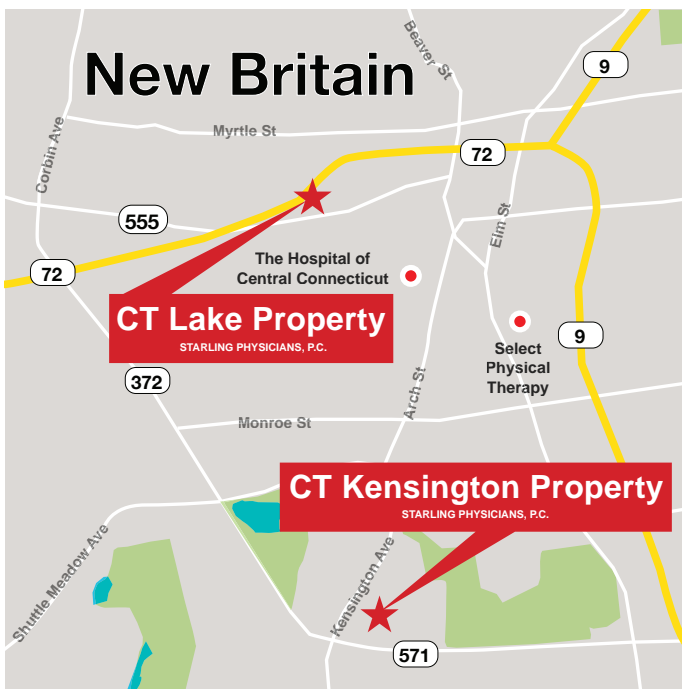 New Britain
Beaver St
9
Myrtle St
72
Corbin Ave
555
Elm St
The Hospital of
Central Connecticut
72
CT Lake Property
STARLING PHYSICIANS, P.C.
9
Select
Physical
Therapy
372
Arch St
Monroe St
CT Kensington Property
STARLING PHYSICIANS, P.C.
Shuttle Meadow Ave
Kensington Ave
571